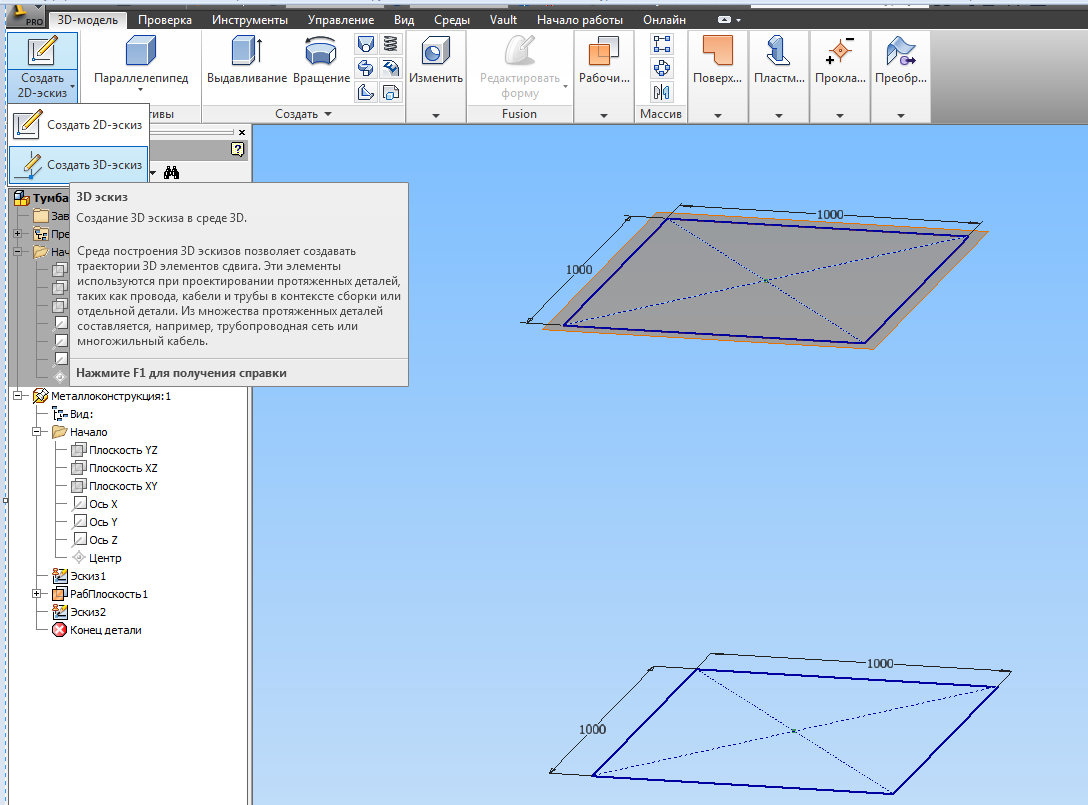 PRO
3D-модель Проверка Инструменты Управление Вид Среды Vault Начало работы Онлайн
Создать
2D-эскиз
Параллелепипед
Выдавливание
Вращение
Изменить
Редактировать
форму
Рабочи...
Поверх...
Пластм...
Прокла...
Преобр...
ивы
Создать
Fusion
Массив
Создать 2D-эскиз
Создать 3D-эскиз
Тумба
Зав
Пре
Нач
3D эскиз
Создание 3D эскиза в среде 3D.
Среда построения 3D эскизов позволяет создавать
траектории 3D элементов сдвига. Эти элементы
используются при проектировании протяженных деталей,
таких как провода, кабели и трубы в контексте сборки или
отдельной детали. Из множества протяженных деталей
составляется, например, трубопроводная сеть или
многожильный кабель.
Нажмите F1 для получения справки
Металлоконструкция:1
Вид:
Начало
Плоскость YZ
Плоскость XZ
Плоскость XY
Ось X
Ось Y
Ось Z
Центр
Эскиз1
РабПлоскость1
Эскиз2
Конец детали
1000
1000
1000
1000